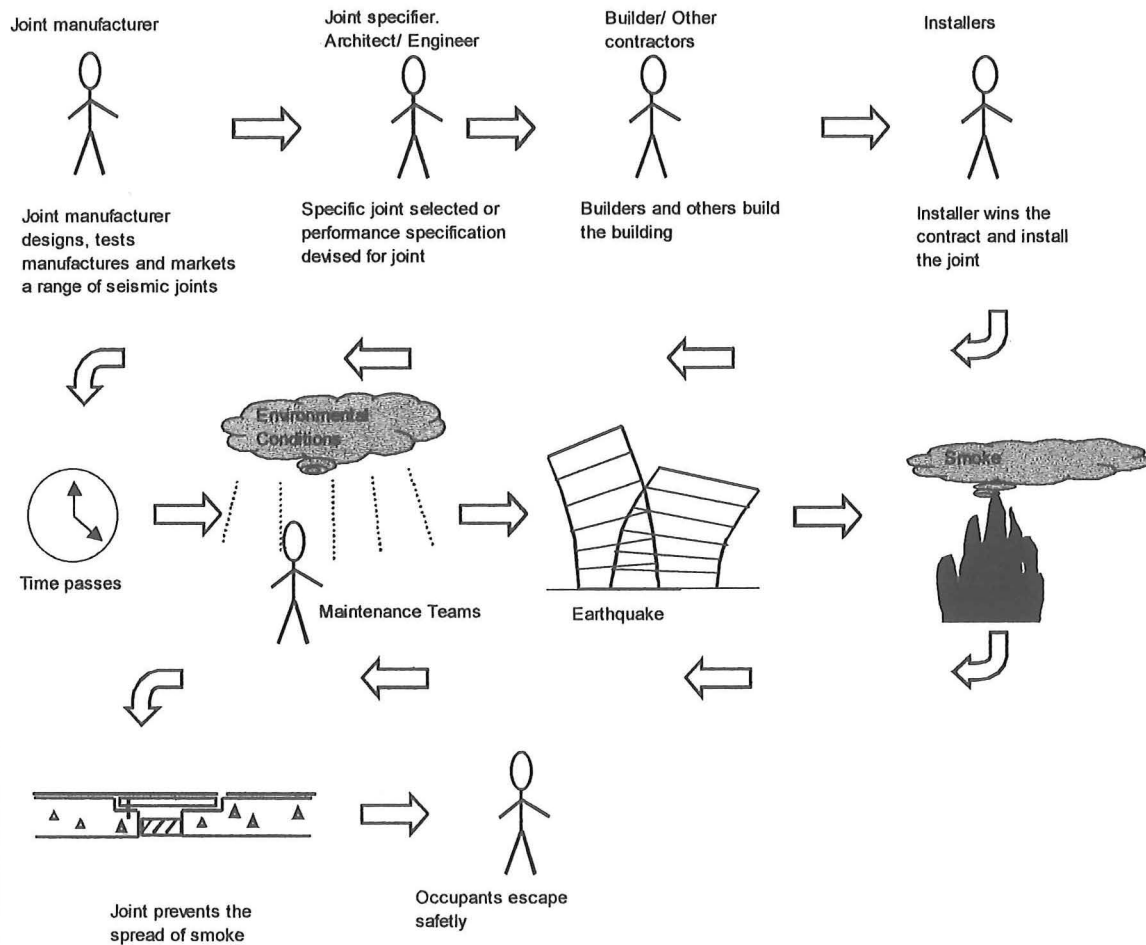 Joint manufacturer
Joint specifier.
Architect/ Engineer
Builder/ Other
contractors
Installers
Joint manufacturer
designs, tests
manufactures and markets
a range of seismic joints
Specific joint selected or
performance specification
devised for joint
Builders and others build
the building
Installer wins the
contract and install
the joint
Environmental
Conditions
Smoke
Time passes
Maintenance Teams
Earthquake
Joint prevents the
spread of smoke
Occupants escape
safetly